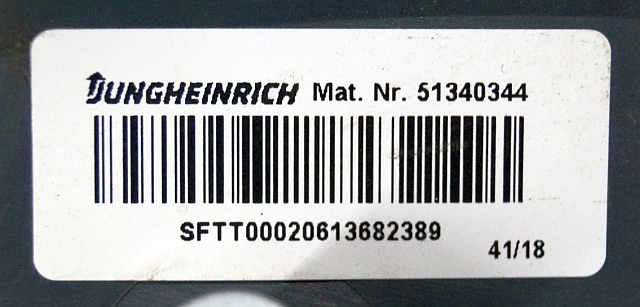 JUNGHEINRICH Mat. Nr. 51340344
SFTT00020613682389
41/18